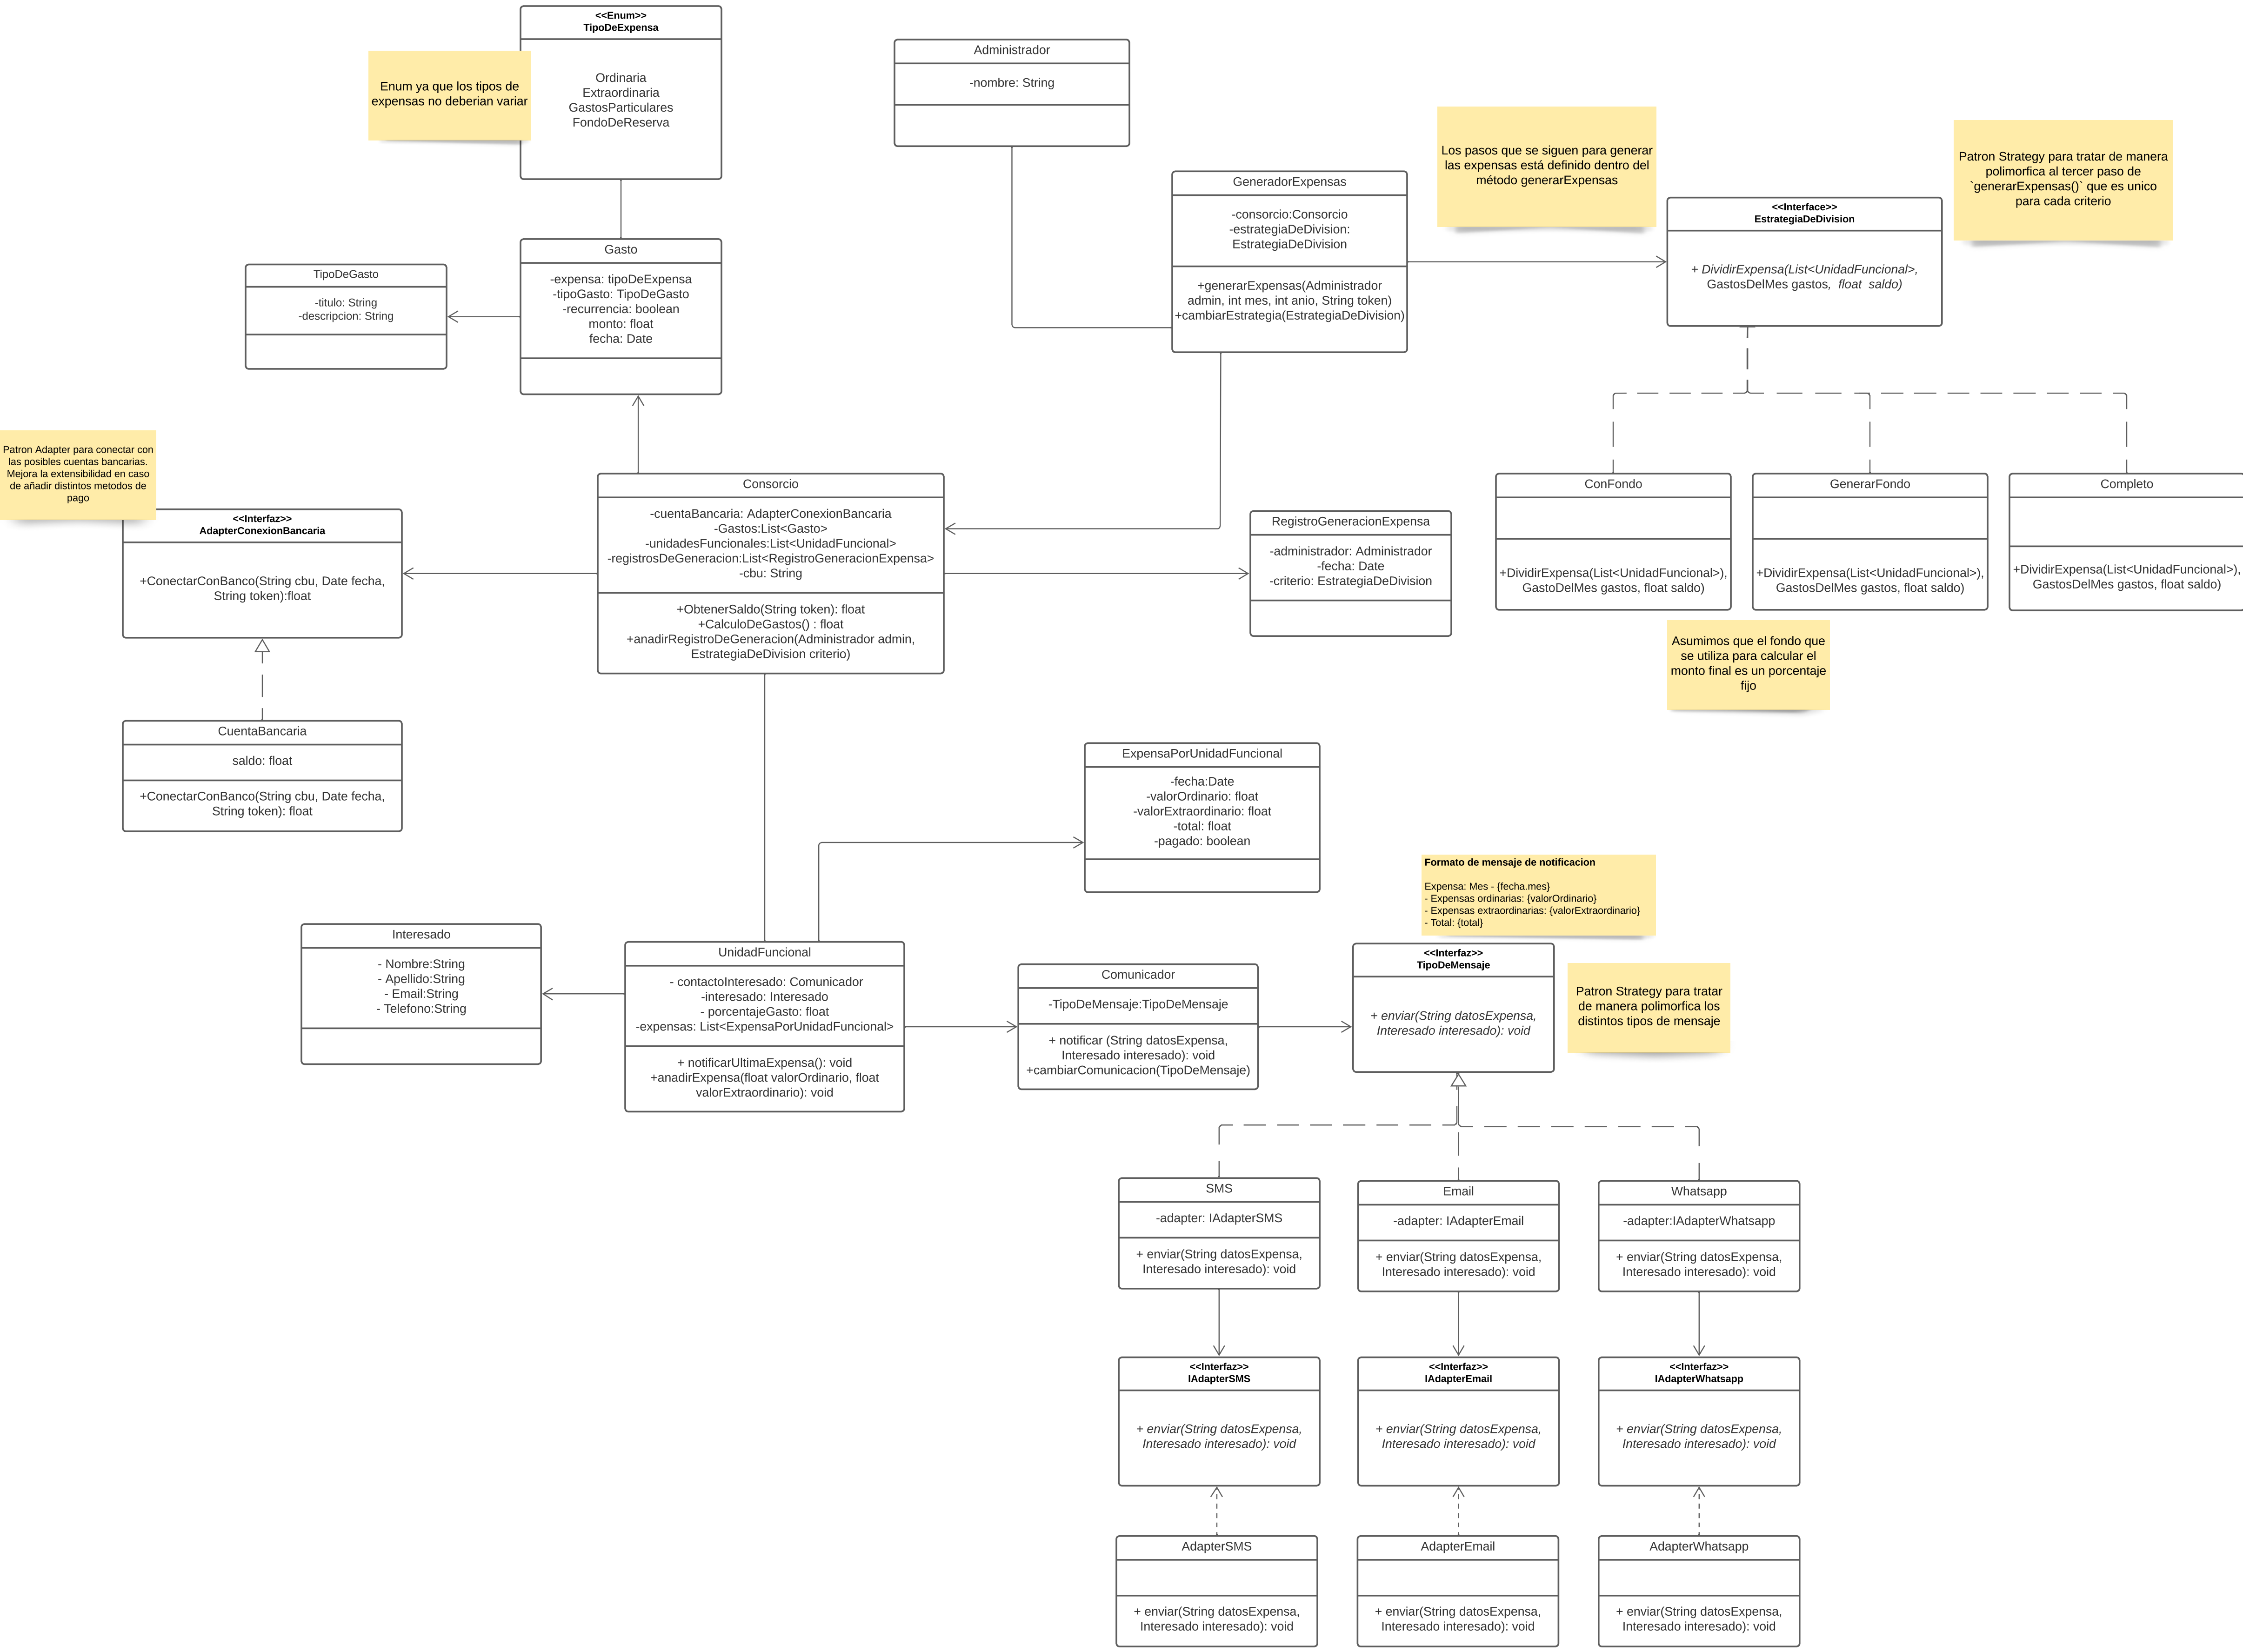 <<Enum>>
TipoDeExpensa
Ordinaria
Extraordinaria
GastosParticulares
FondoDeReserva
Enum ya que los tipos de
expensas no deberian variar
Administrador
-nombre: String
GeneradorExpensas
-consorcio:Consorcio
-estrategiaDeDivision:
EstrategiaDeDivision
+generarExpensas(Administrador
admin, int mes, int anio, String token)
+cambiarEstrategia(EstrategiaDeDivision)
Los pasos que se siguen para generar
las expensas está definido dentro del
método generarExpensas
<<Interface>>
EstrategiaDeDivision
+ DividirExpensa(List<UnidadFuncional>,
GastosDelMes gastos, float saldo)
Patron Strategy para tratar de manera
polimorfica al tercer paso de
`generarExpensas()` que es unico
para cada criterio
TipoDeGasto
-titulo: String
-descripcion: String
Gasto
-expensa: tipoDeExpensa
-tipoGasto: TipoDeGasto
-recurrencia: boolean
monto: float
fecha: Date
Patron Adapter para conectar con
las posibles cuentas bancarias.
Mejora la extensibilidad en caso
de añadir distintos metodos de
pago
<<Interfaz>>
AdapterConexionBancaria
+ConectarConBanco(String cbu, Date fecha,
String token):float
Consorcio
-cuentaBancaria: AdapterConexionBancaria
-Gastos:List<Gasto>
-unidadesFuncionales:List<UnidadFuncional>
-registrosDeGeneracion:List<RegistroGeneracionExpensa>
-cbu: String
+ObtenerSaldo(String token): float
+CalculoDeGastos() : float
+anadirRegistroDeGeneracion(Administrador admin,
EstrategiaDeDivision criterio)
RegistroGeneracionExpensa
-administrador: Administrador
-fecha: Date
-criterio: EstrategiaDeDivision
ConFondo
+DividirExpensa(List<UnidadFuncional>),
GastoDelMes gastos, float saldo)
GenerarFondo
+DividirExpensa(List<UnidadFuncional>),
GastosDelMes gastos, float saldo)
Completo
+DividirExpensa(List<UnidadFuncional>),
GastosDelMes gastos, float saldo)
Asumimos que el fondo que
se utiliza para calcular el
monto final es un porcentaje
fijo
CuentaBancaria
saldo: float
+ConectarConBanco(String cbu, Date fecha,
String token): float
ExpensaPorUnidadFuncional
-fecha:Date
-valorOrdinario: float
-valorExtraordinario: float
-total: float
-pagado: boolean
Formato de mensaje de notificacion
Expensa: Mes - {fecha.mes}
- Expensas ordinarias: {valorOrdinario}
- Expensas extraordinarias: {valorExtraordinario}
- Total: {total}
Interesado
- Nombre:String
- Apellido:String
- Email:String
- Telefono:String
UnidadFuncional
- contactoInteresado: Comunicador
-interesado: Interesado
- porcentajeGasto: float
-expensas: List<ExpensaPorUnidadFuncional>
+ notificarUltimaExpensa(): void
+anadirExpensa(float valorOrdinario, float
valorExtraordinario): void
Comunicador
-TipoDeMensaje:TipoDeMensaje
+ notificar (String datosExpensa,
Interesado interesado): void
+cambiarComunicacion(TipoDeMensaje)
<<Interfaz>>
TipoDeMensaje
+ enviar(String datosExpensa,
Interesado interesado): void
Patron Strategy para tratar
de manera polimorfica los
distintos tipos de mensaje
SMS
-adapter: IAdapterSMS
+ enviar(String datosExpensa,
Interesado interesado): void
Email
-adapter: IAdapterEmail
+ enviar(String datosExpensa,
Interesado interesado): void
Whatsapp
-adapter:IAdapterWhatsapp
+ enviar(String datosExpensa,
Interesado interesado): void
<<Interfaz>>
IAdapterSMS
+ enviar(String datosExpensa,
Interesado interesado): void
<<Interfaz>>
IAdapterEmail
+ enviar(String datosExpensa,
Interesado interesado): void
<<Interfaz>>
IAdapterWhatsapp
+ enviar(String datosExpensa,
Interesado interesado): void
AdapterSMS
+ enviar(String datosExpensa,
Interesado interesado): void
AdapterEmail
+ enviar(String datosExpensa,
Interesado interesado): void
AdapterWhatsapp
+ enviar(String datosExpensa,
Interesado interesado): void